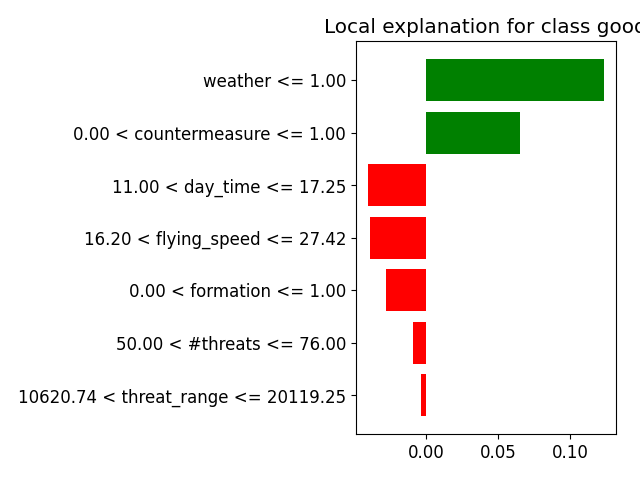 Local explanation for class good
weather <= 1.00
0.00 < countermeasure <= 1.00
11.00 < day_time <= 17.25
16.20 < flying_speed <= 27.42
0.00 < formation <= 1.00
50.00 < #threats <= 76.00
10620.74 < threat_range <= 20119.25
0.00 0.05 0.10